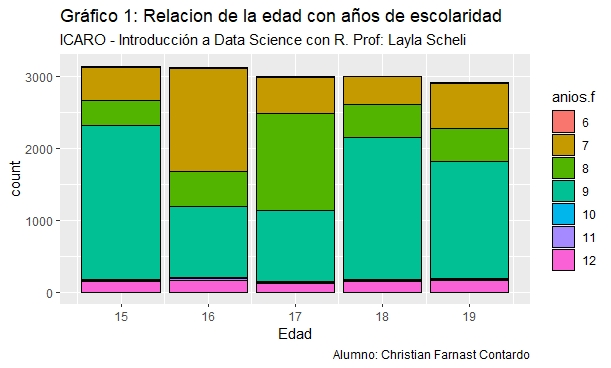 Gráfico 1: Relacion de la edad con años de escolaridad
ICARO - Introducción a Data Science con R. Prof: Layla Scheli
3000
2000
1000
0
count
15 16 17 18 19
Edad
anios.f
6
7
8
9
10
11
12
Alumno: Christian Farnast Contardo